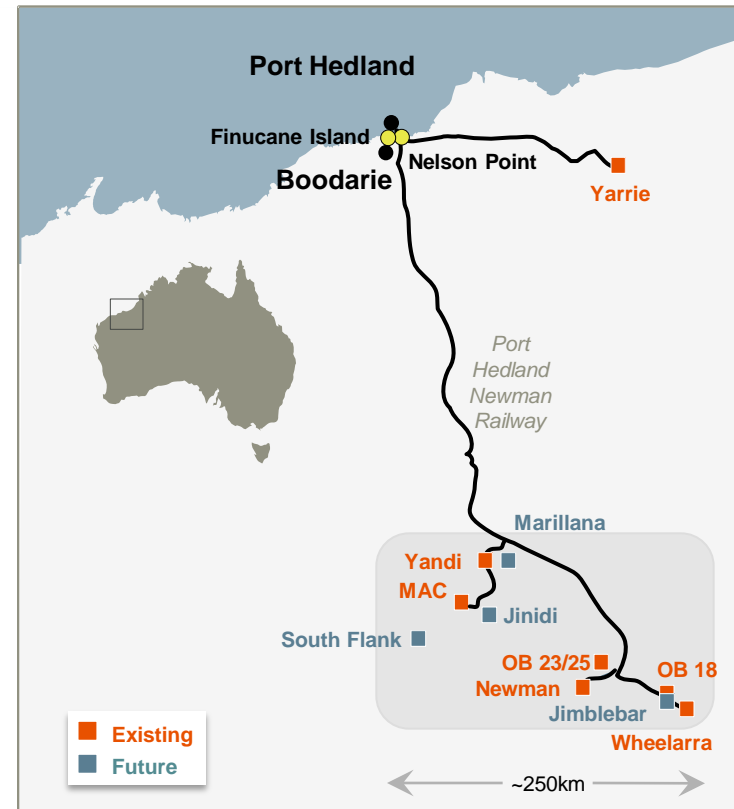 Port Hedland
Finucane Island
Nelson Point
Boodarie
Yarrie
Port
Hedland
Newman
Railway
Marillana
Yandi
MAC
Jinidi
South Flank
OB 23/25
OB 18
Newman
Jimblebar
Wheelarra
Existing
Future
~250km